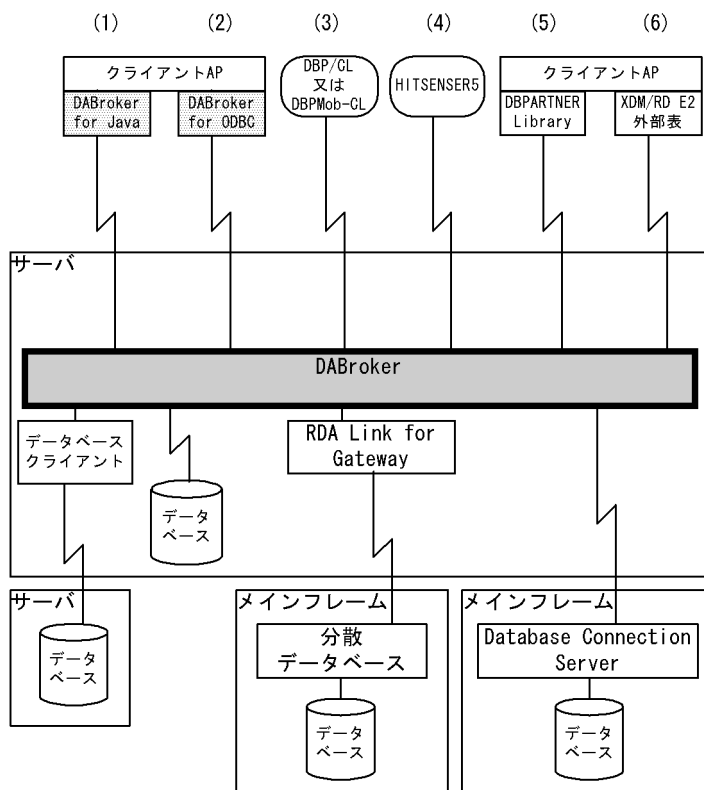 (1) (2) (3) (4) (5) (6)
クライアントAP
DABroker
for Java
DABroker
for ODBC
DBP/CL
又は
DBPMob-CL
HITSENSER5
クライアントAP
DBPARTNER
Library
XDM/RD E2
外部表
サーバ
DABroker
データベース
クライアント
データ
ベース
RDA Link for
Gateway
サーバ
データ
ベース
メインフレーム
分散
データベース
データ
ベース
メインフレーム
Database Connection
Server
データ
ベース